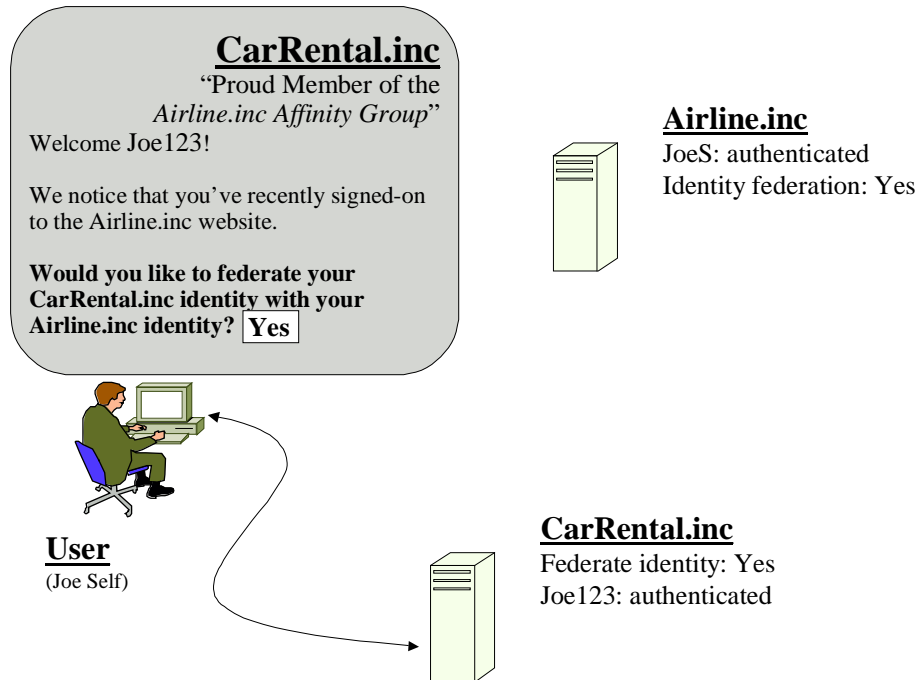 CarRental.inc
“Proud Member of the
Airline.inc Affinity Group”
Welcome Joe123!
We notice that you’ve recently signed-on
to the Airline.inc website.
Would you like to federate your
CarRental.inc identity with your
Airline.inc identity? Yes
Airline.inc
JoeS: authenticated
Identity federation: Yes
User
(Joe Self)
CarRental.inc
Federate identity: Yes
Joe123: authenticated